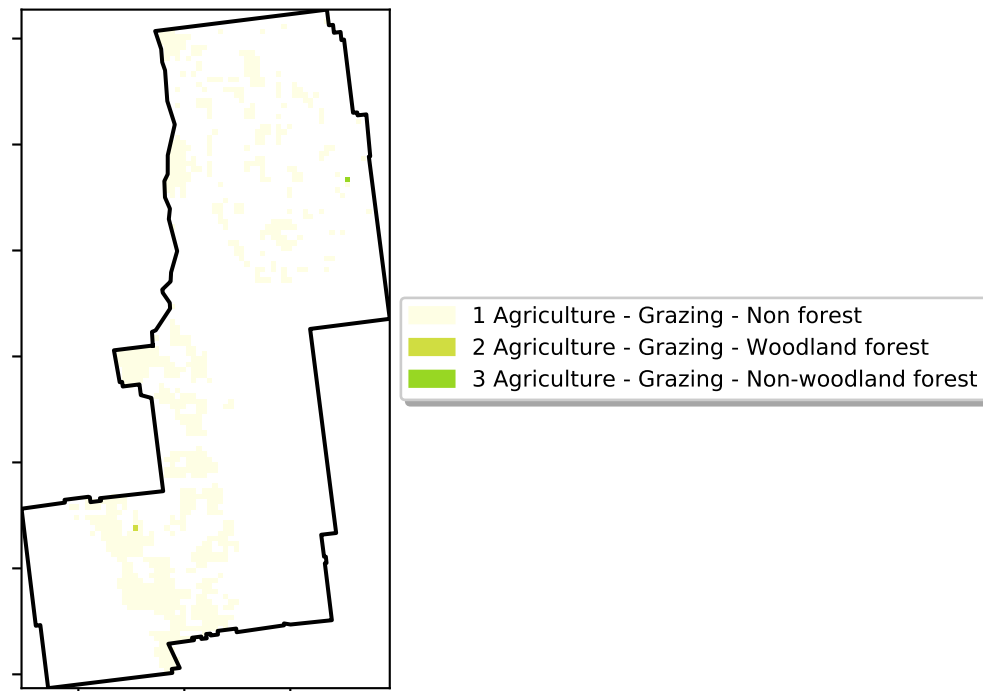 1 Agriculture - Grazing - Non forest
2 Agriculture - Grazing - Woodland forest
3 Agriculture - Grazing - Non-woodland forest